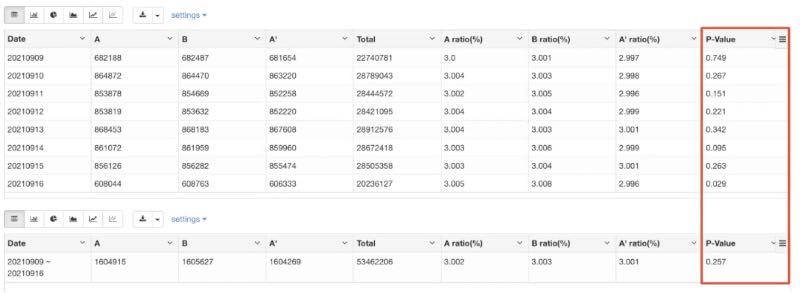 settings
Date A B A' Total A ratio(%) B ratio(%) A' ratio(%) P-Value
20210909 682188 682487 681654 22740781 3.0 3.001 2.997 0.749
20210910 864872 864470 863220 28789043 3.004 3.003 2.998 0.267
20210911 853878 854669 852258 28444572 3.002 3.005 2.996 0.151
20210912 853819 853632 852220 28421095 3.004 3.004 2.999 0.221
20210913 868453 868183 867608 28912576 3.004 3.003 3.001 0.342
20210914 861072 861959 859960 28672418 3.003 3.006 2.999 0.095
20210915 856126 856282 855474 28505358 3.003 3.004 3.001 0.263
20210916 608044 608763 606333 20236127 3.005 3.008 2.996 0.029
settings
Date A B A' Total A ratio(%) B ratio(%) A' ratio(%) P-Value
20210909 ~ 1604915 1605627 1604269 53462206 3.002 3.003 3.001 0.257
20210916